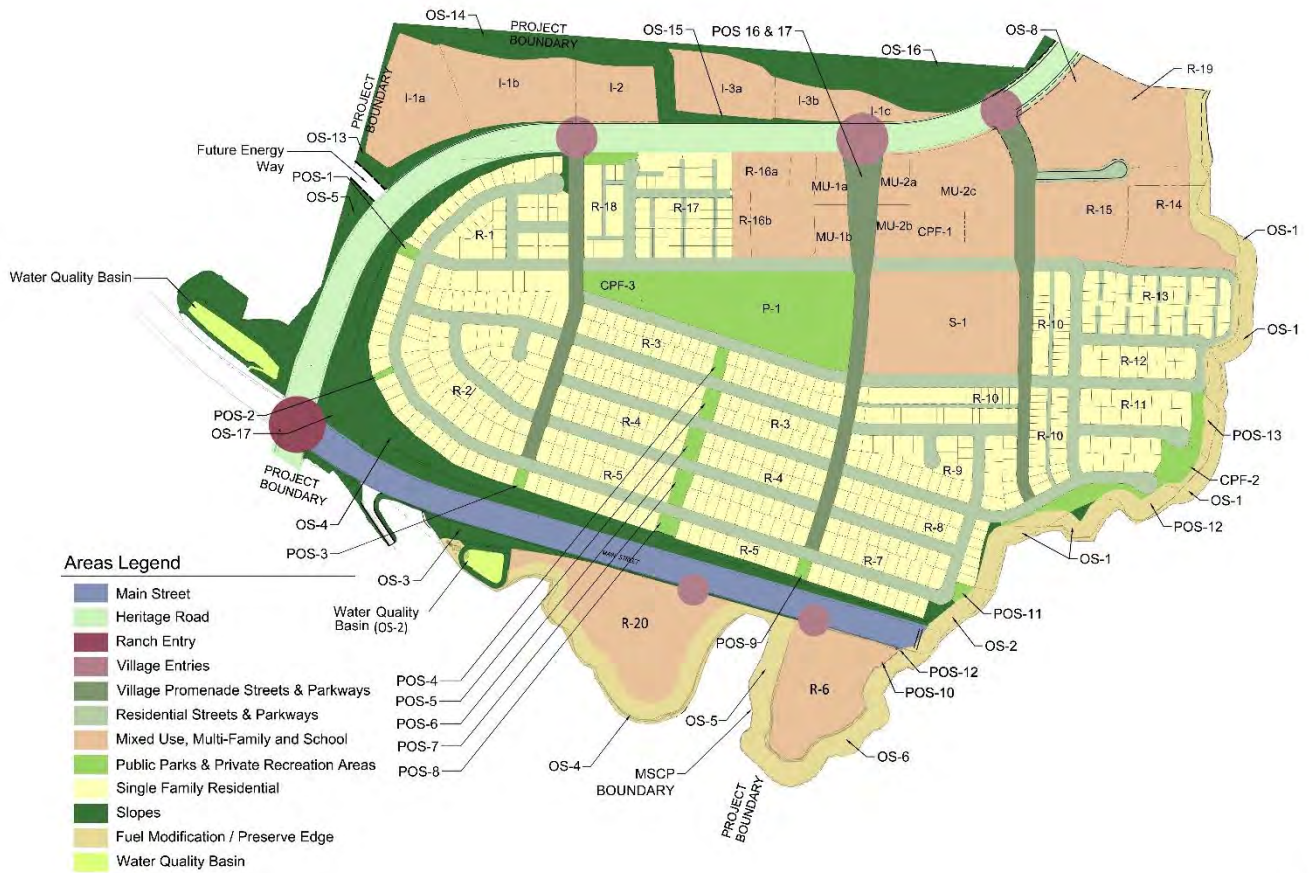 OS-14
PROJECT
BOUNDARY
OS-15
POS 16 & 17
OS-16
OS-8
R-19
I-1a
I-1b
I-2
I-3a
I-3b
I-1c
PROJECT
BOUNDARY
OS-13
Future Energy
Way
POS-1
OS-5
Water Quality Basin
R-1
R-18
R-17
R-16a
R-16b
MU-1a
MU-2a
MU-2c
MU-1b
MU-2b
CPF-1
R-15
R-14
OS-1
CPF-3
P-1
S-1
R-10
R-13
OS-1
R-12
R-3
R-2
R-4
R-3
R-10
R-10
R-11
POS-2
OS-17
PROJECT
BOUNDARY
R-5
R-4
R-9
R-8
POS-13
CPF-2
OS-1
POS-12
OS-4
POS-3
OS-3
MAIN STREET
R-5
R-7
OS-1
Water Quality
Basin (OS-2)
R-20
POS-9
POS-11
OS-2
POS-12
POS-10
R-6
POS-4
POS-5
POS-6
POS-7
POS-8
OS-4
OS-5
MSCP
BOUNDARY
PROJECT
BOUNDARY
OS-6
Areas Legend
Main Street
Heritage Road
Ranch Entry
Village Entries
Village Promenade Streets & Parkways
Residential Streets & Parkways
Mixed Use, Multi-Family and School
Public Parks & Private Recreation Areas
Single Family Residential
Slopes
Fuel Modification / Preserve Edge
Water Quality Basin